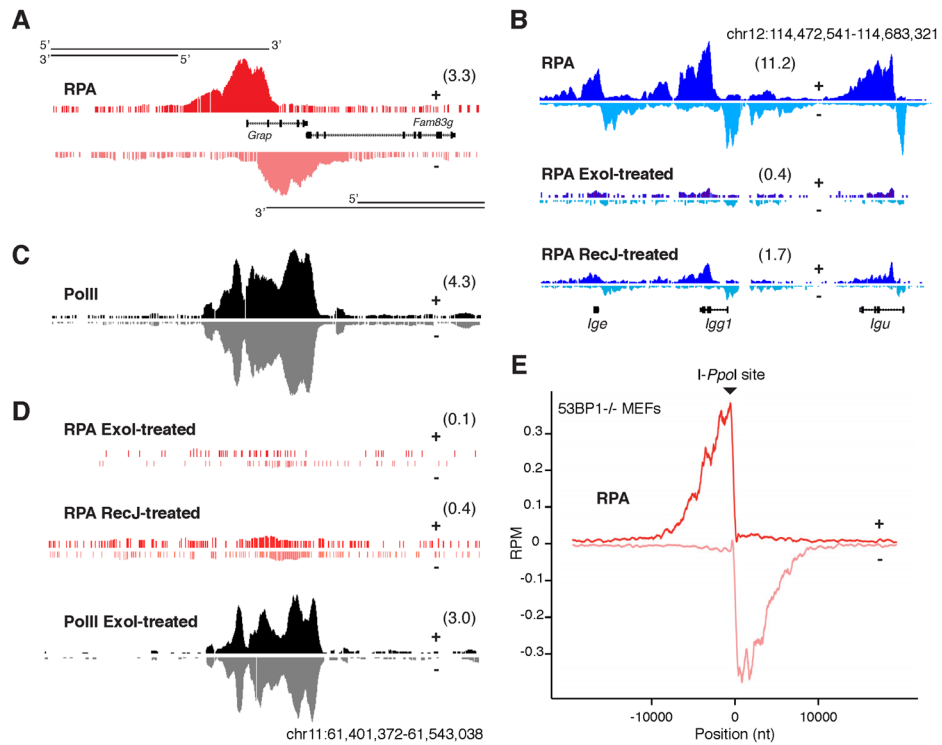 A
5' 3'
3' 5'
RPA
(3.3)
+
Grap
Fam83g
-
5'
3'
B
chr12:114,472,541-114,683,321
RPA
(11.2)
+
-
RPA ExoI-treated
(0.4)
+
-
RPA RecJ-treated
(1.7)
+
-
Ige
Igg1
Igu
C
PolII
(4.3)
+
-
D
RPA ExoI-treated
(0.1)
+
-
RPA RecJ-treated
(0.4)
+
-
PolII ExoI-treated
(3.0)
+
-
chr11:61,401,372-61,543,038
E
I-PpoI site
53BP1-/- MEFs
RPA
+
-
RPM
0.3
0.2
0.1
0
-0.1
-0.2
-0.3
-10000 0 10000
Position (nt)